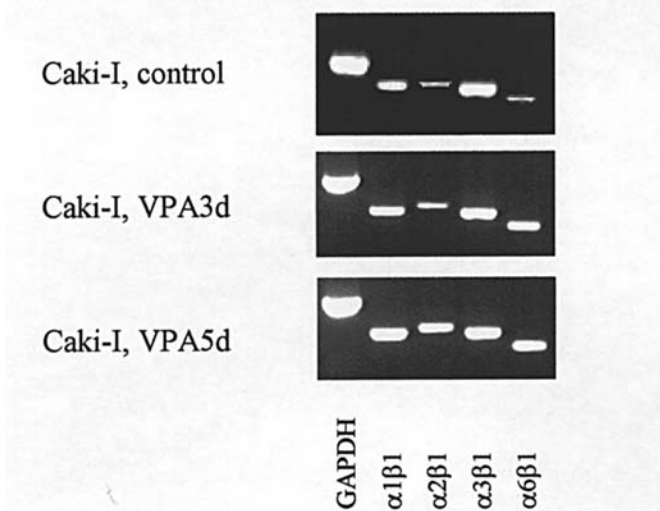 Caki-I, control
Caki-I, VPA3d
Caki-I, VPA5d
GAPDH
α1β1
α2β1
α3β1
α6β1